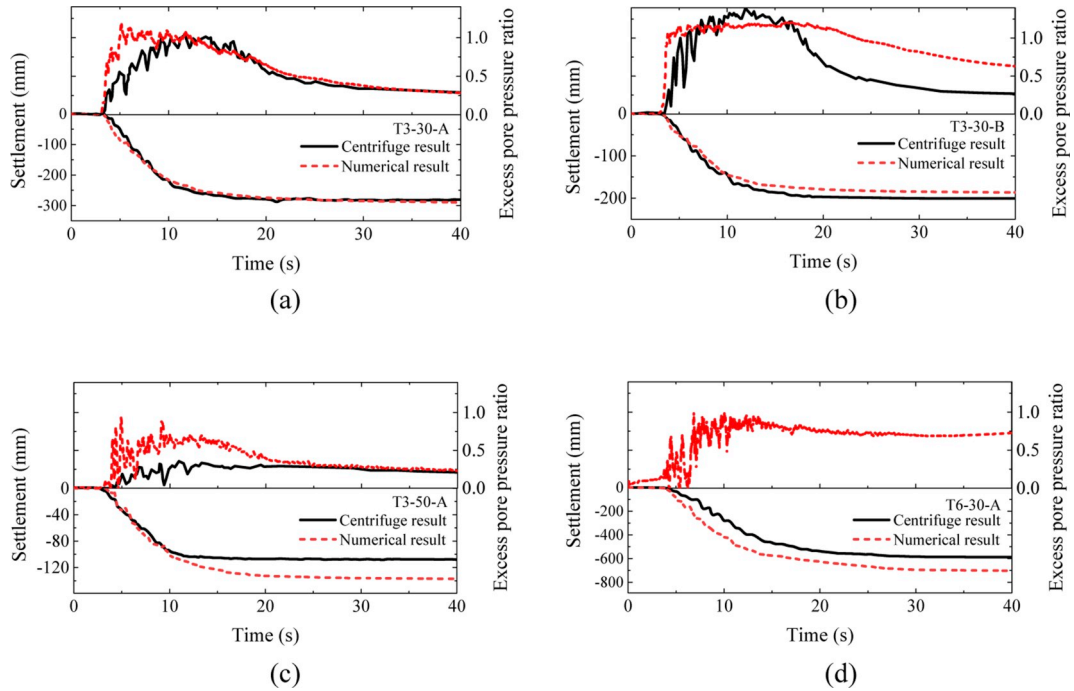 Settlement (mm)
1.0
0.5
0.0
0
-100
-200
-300
T3-30-A
Centrifuge result
Numerical result
0 10 20 30 40
Time (s)
Excess pore pressure ratio
(a)
Settlement (mm)
1.0
0.5
0.0
0
-100
-200
T3-30-B
Centrifuge result
Numerical result
0 10 20 30 40
Time (s)
Excess pore pressure ratio
(b)
Settlement (mm)
1.0
0.5
0.0
0
-40
-80
-120
T3-50-A
Centrifuge result
Numerical result
0 10 20 30 40
Time (s)
Excess pore pressure ratio
(c)
Settlement (mm)
1.0
0.5
0.0
0
-200
-400
-600
-800
T6-30-A
Centrifuge result
Numerical result
0 10 20 30 40
Time (s)
Excess pore pressure ratio
(d)